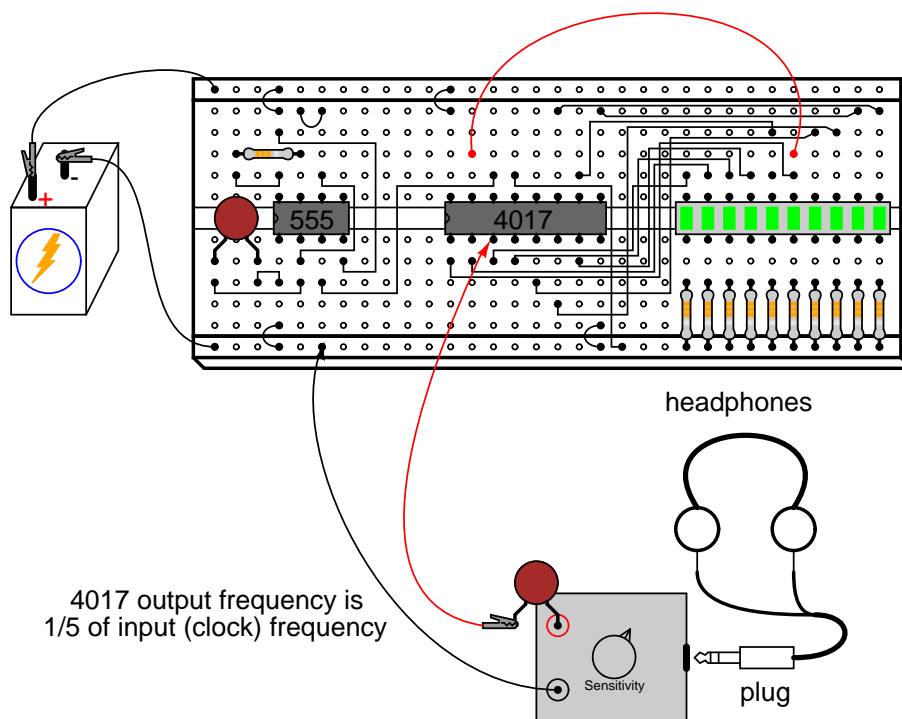 -
+
555
4017
headphones
4017 output frequency is
1/5 of input (clock) frequency
Sensitivity
plug